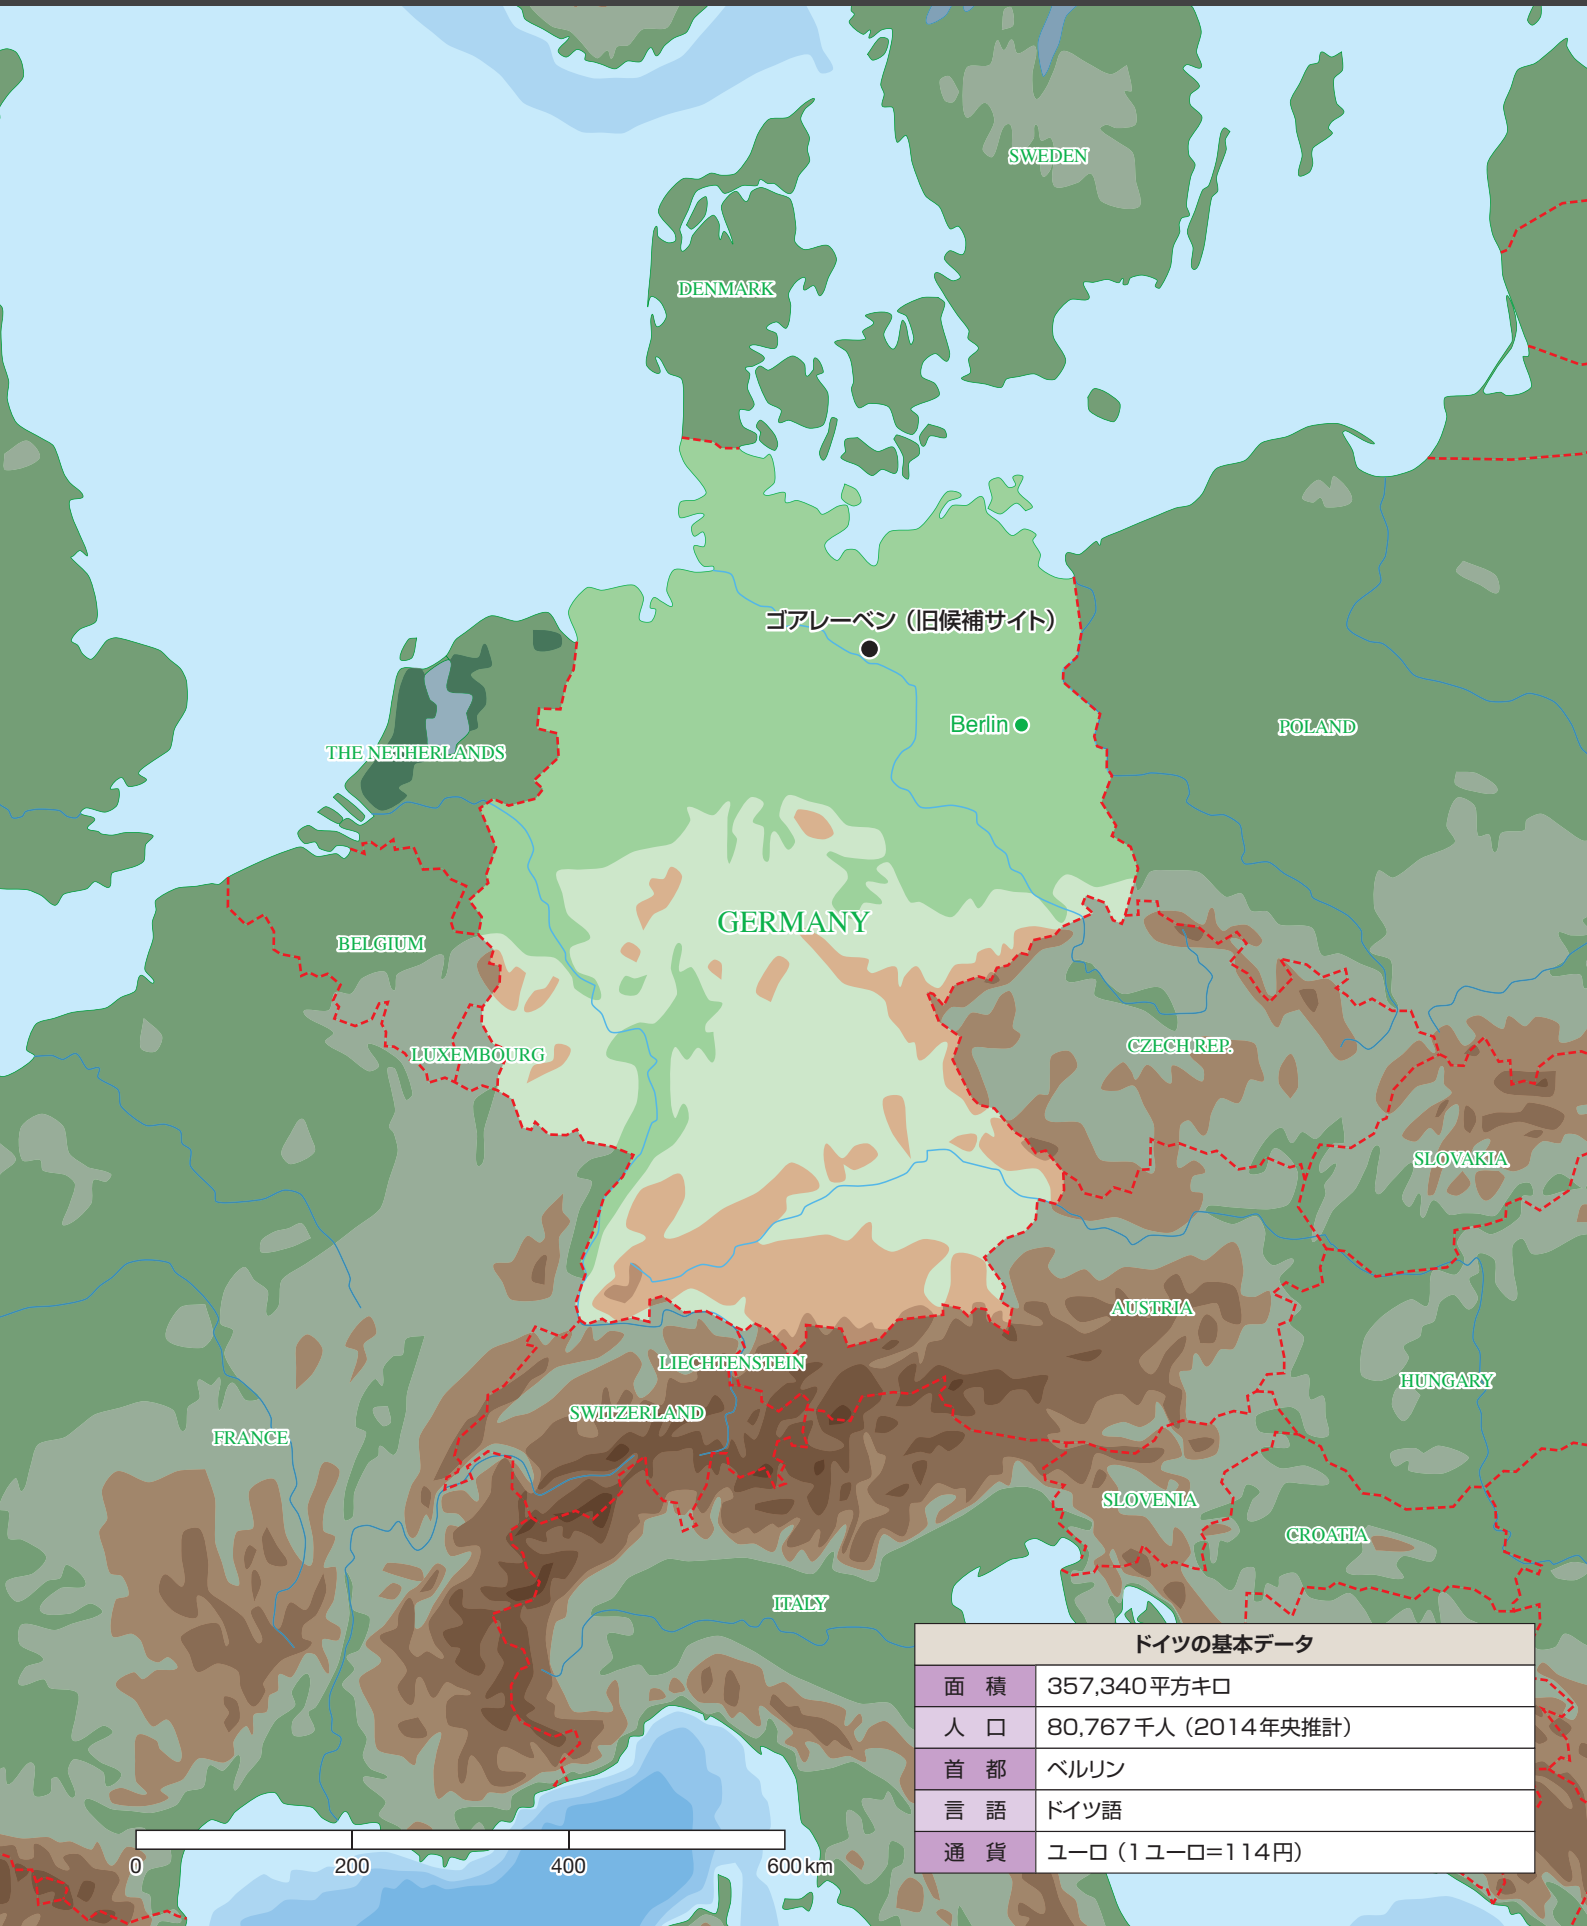 SWEDEN
DENMARK
ゴアレーベン（旧候補サイト）
Berlin
POLAND
THE NETHERLANDS
GERMANY
BELGIUM
LUXEMBOURG
CZECH REP.
SLOVAKIA
AUSTRIA
LIECHTENSTEIN
HUNGARY
SWITZERLAND
FRANCE
SLOVENIA
CROATIA
ITALY
ドイツの基本データ
面 積 357,340平方キロ
人 口 80,767千人（2014年央推計）
首 都 ベルリン
言 語 ドイツ語
通 貨 ユーロ（1ユーロ=114円）
0 200 400 600km